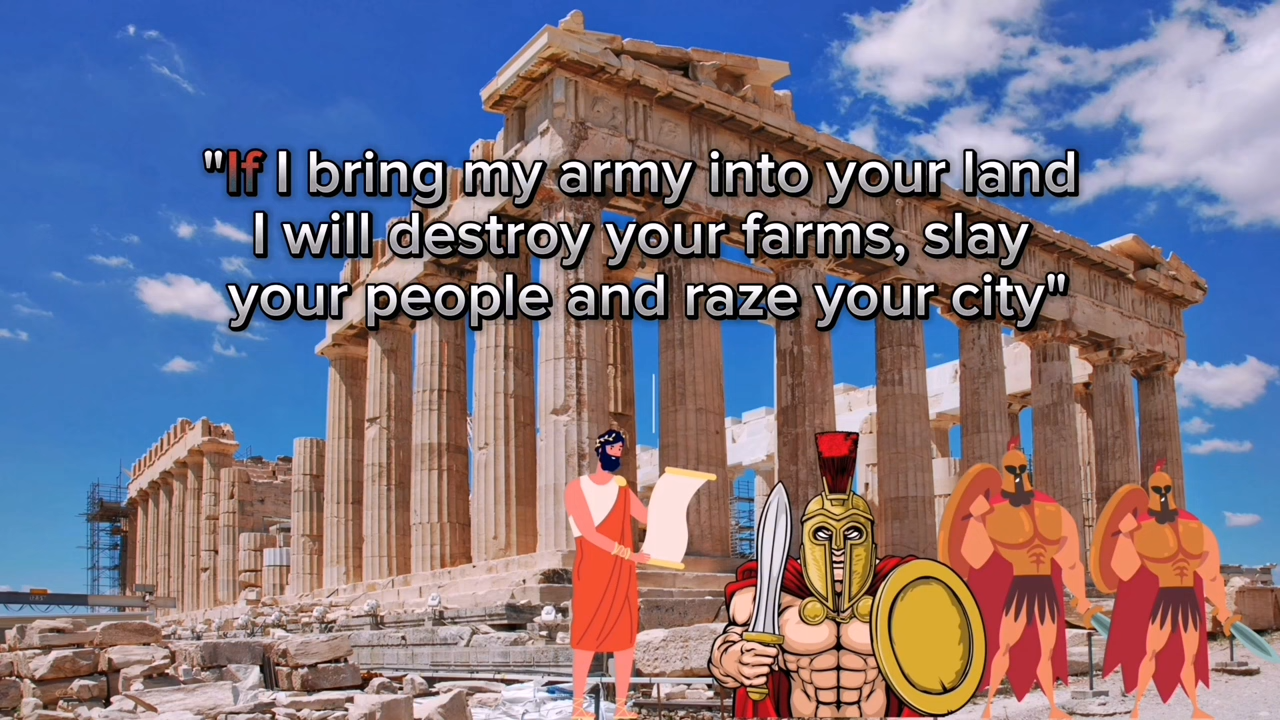 "If I bring my army into your land
I will destroy your farms, slay
your people and raze your city"